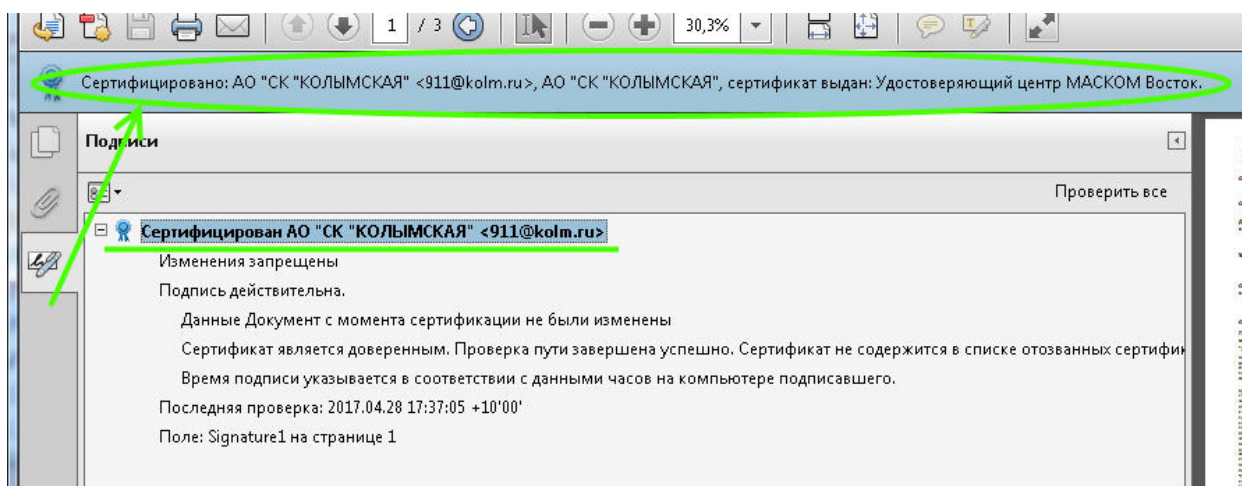 1 / 3 30,3%
Сертифицировано: АО "СК "КОЛЫМСКАЯ" <911@kolm.ru>, АО "СК "КОЛЫМСКАЯ", сертификат выдан: Удостоверяющий центр МАСКОМ Восток.
Подписи
Проверить все
Сертифицирован АО "СК "КОЛЫМСКАЯ" <911@kolm.ru>
Изменения запрещены
Подпись действительна.
Данные Документ с момента сертификации не были изменены
Сертификат является доверенным. Проверка пути завершена успешно. Сертификат не содержится в списке отозванных сертифик
Время подписи указывается в соответствии с данными часов на компьютере подписавшего.
Последняя проверка: 2017.04.28 17:37:05 +10'00'
Поле: Signature1 на странице 1